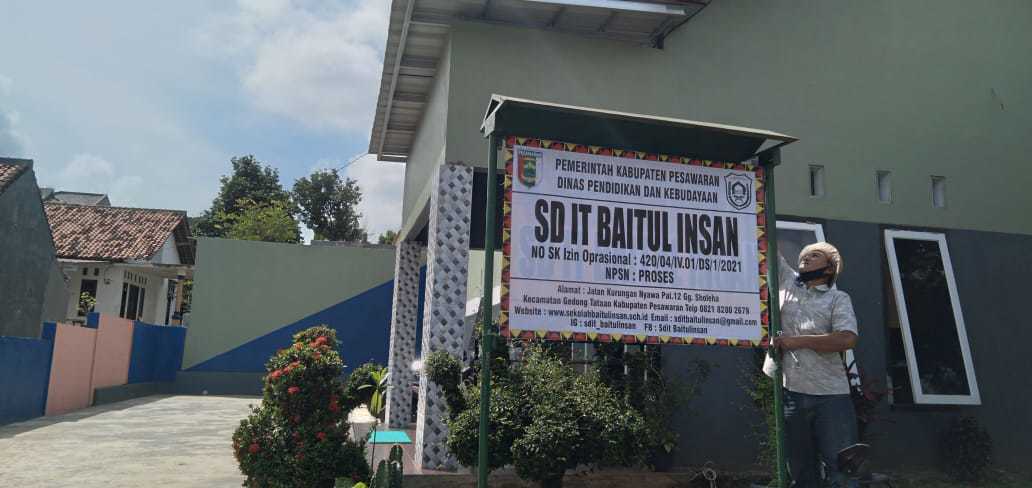 PEMERINTAH KABUPATEN PESAWARAN
DINAS PENDIDIKAN DAN KEBUDAYAAN
SD IT BAITUL INSAN
NO SK Izin Oprasional : 420/04/IV.01/DS/1/2021
NPSN : PROSES
Alamat : Jalan Kurungan Nyawa Pal.12 Gg. Sholeha
Kecamatan Gedong Tataan Kabupaten Pesawaran Telp 0821 8280 2679
Website : www.sekolahbaitulinsan.sch.id Email : sditbaitulinsan@gmail.com
IG : sdit_baitulinsan FB : Sdit Baitulinsan